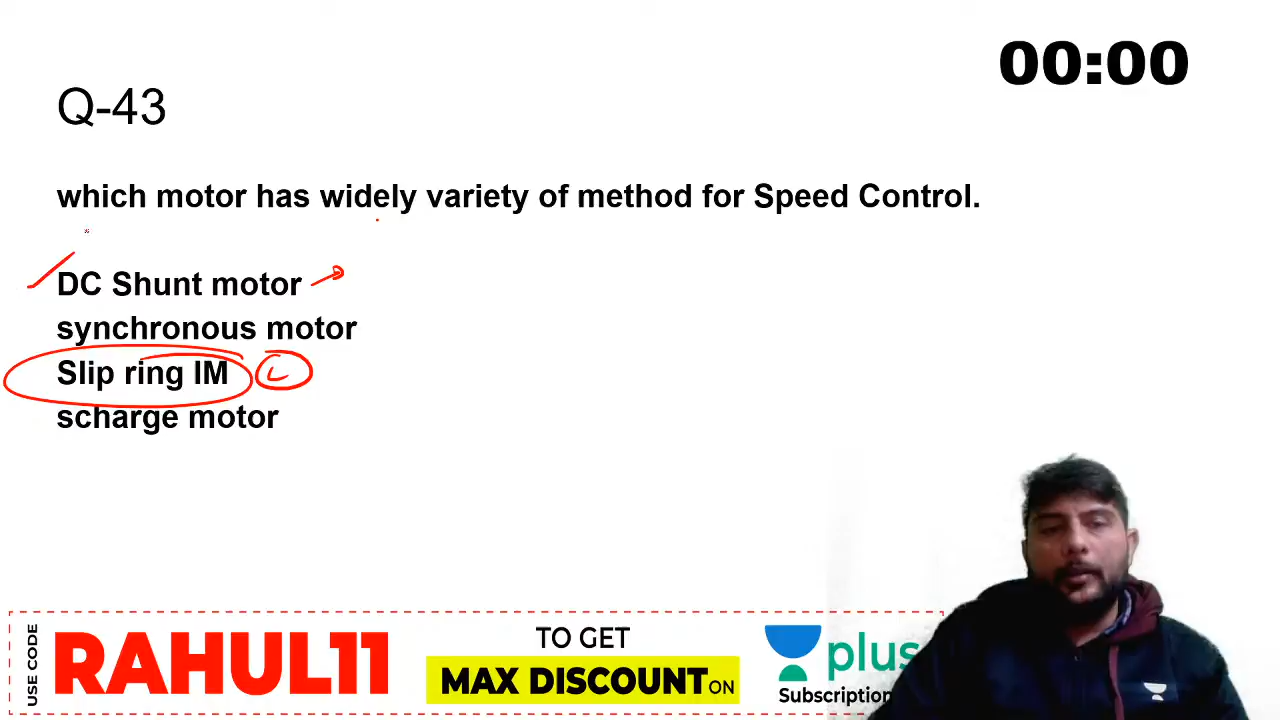 00:00
Q-43
which motor has widely variety of method for Speed Control.
DC Shunt motor
synchronous motor
Slip ring IM
scharge motor
USE CODE
RAHUL11
TO GET
MAX DISCOUNT ON
plus
Subscription